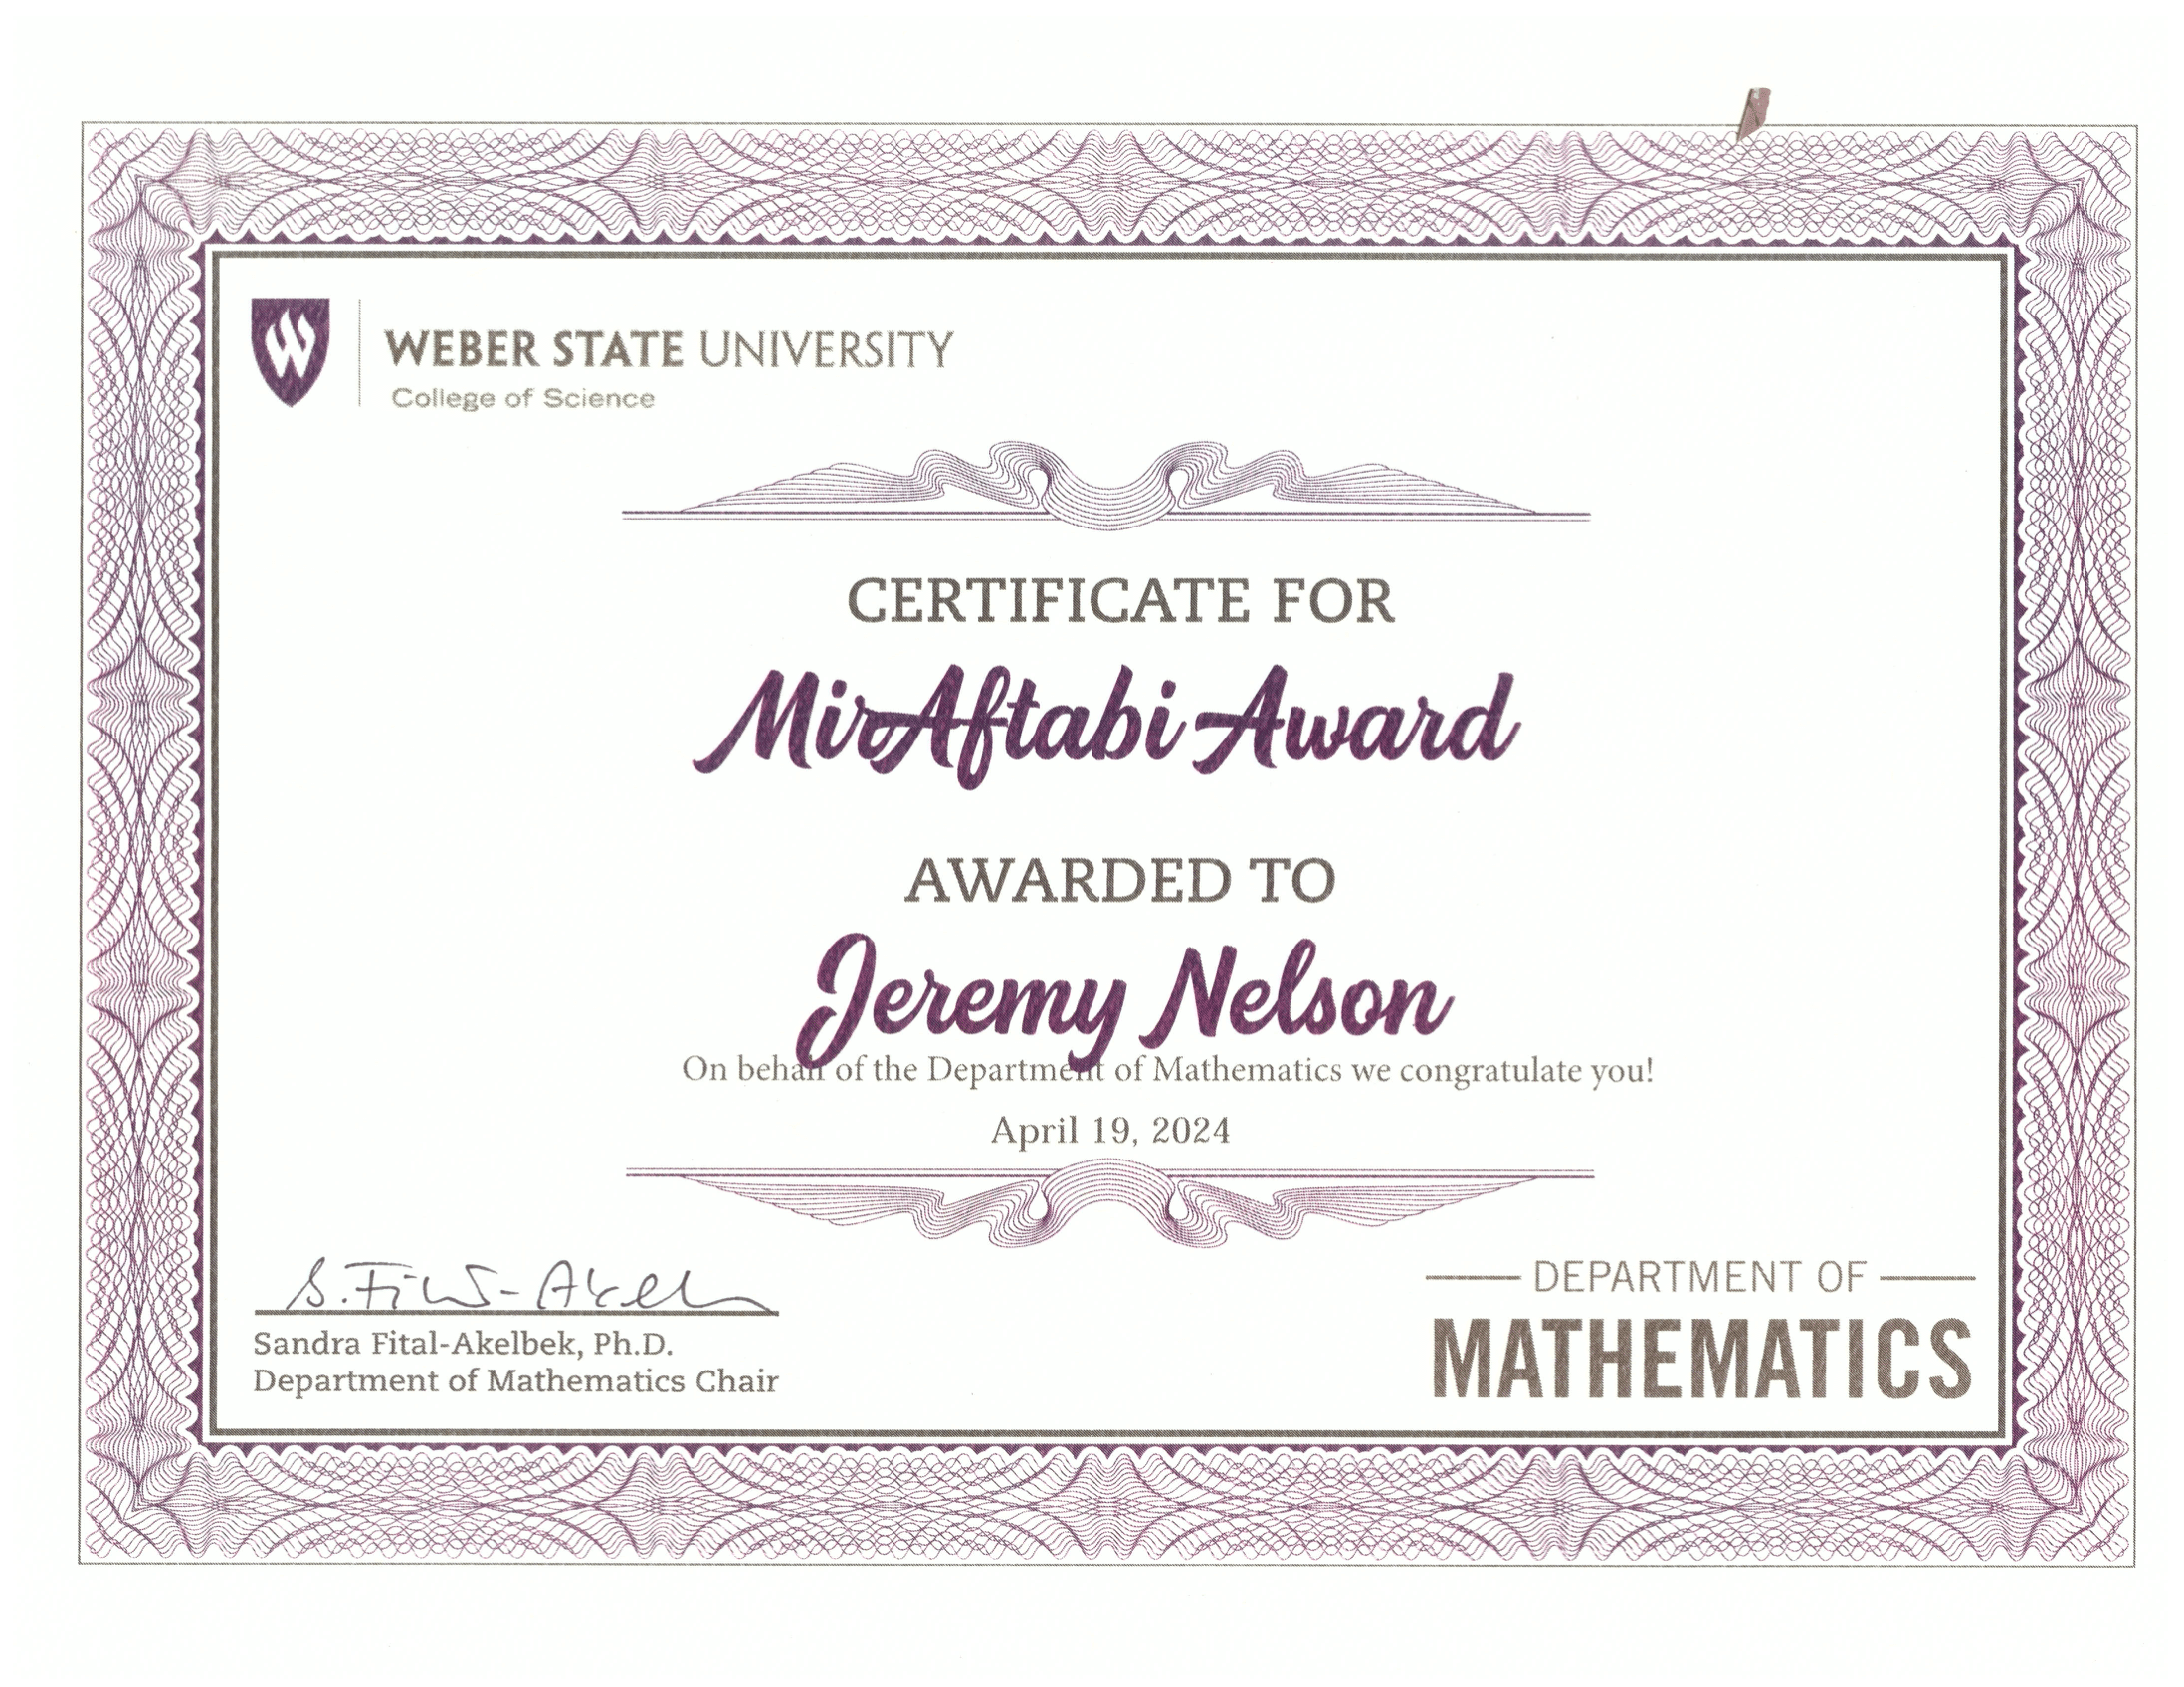 WEBER STATE UNIVERSITY
College of Science
CERTIFICATE FOR
MirAftabi Award
AWARDED TO
Jeremy Nelson
On behalf of the Department of Mathematics we congratulate you!
April 19, 2024
S. Fital-Akelbek
Sandra Fital-Akelbek, Ph.D.
Department of Mathematics Chair
DEPARTMENT OF
MATHEMATICS